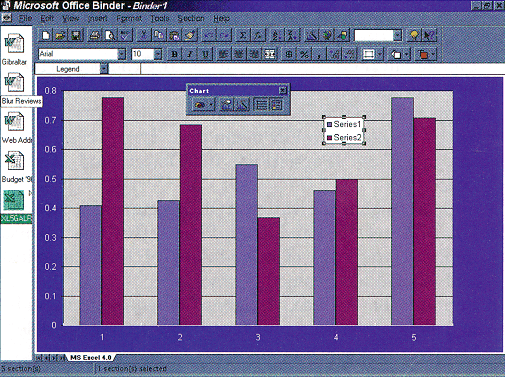 Microsoft Office Binder - Binder1
File Edit View Insert Format Tools Section Help
Arial 10 B I U
Legend
Gibraltar
Blur Reviews
Web Addr
Budget '9
Chart
Series1
Series2
0.8
0.7
0.6
0.5
0.4
0.3
0.2
0.1
0
1 2 3 4 5
MS Excel 4.0
5 section(s) 1 section(s) selected